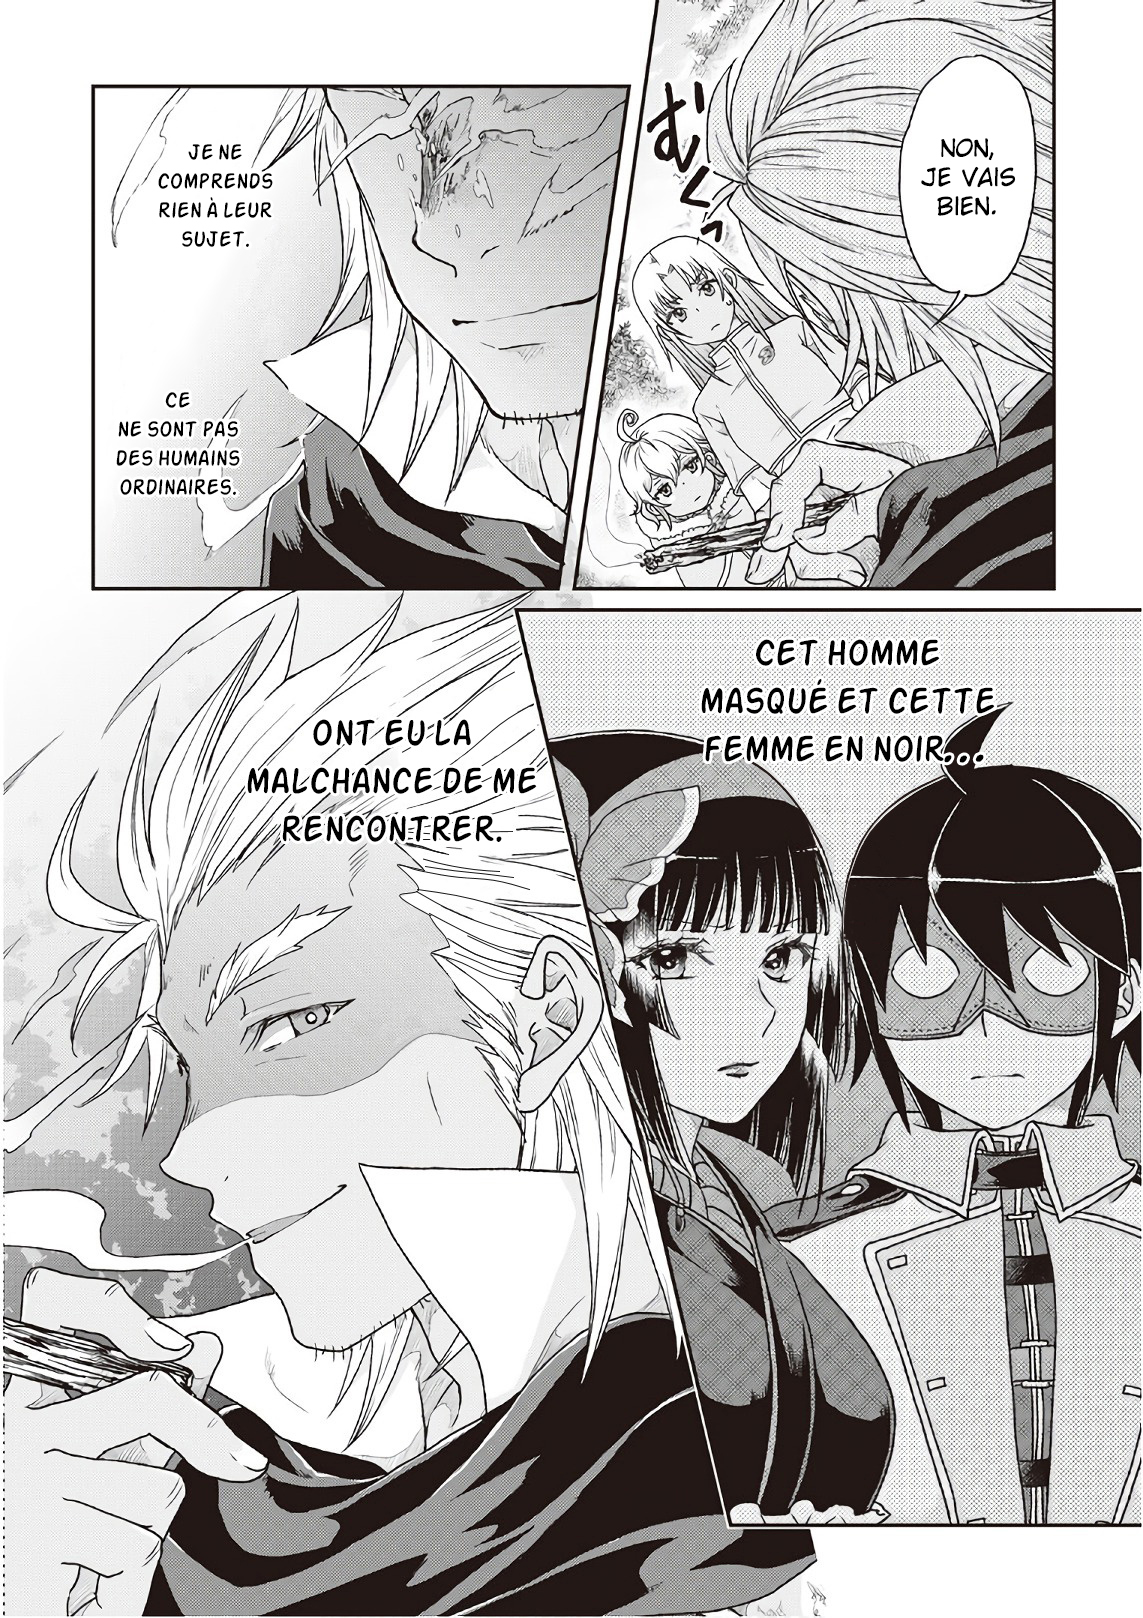 NON,
JE VAIS
BIEN.
むくっ
JE NE
COMPRENDS
RIEN À LEUR
SUJET.
CE
NE SONT PAS
DES HUMAINS
ORDINAIRES.
CET HOMME
MASQUÉ ET CETTE
FEMME EN NOIR...
ONT EU LA
MALCHANCE DE ME
RENCONTRER.